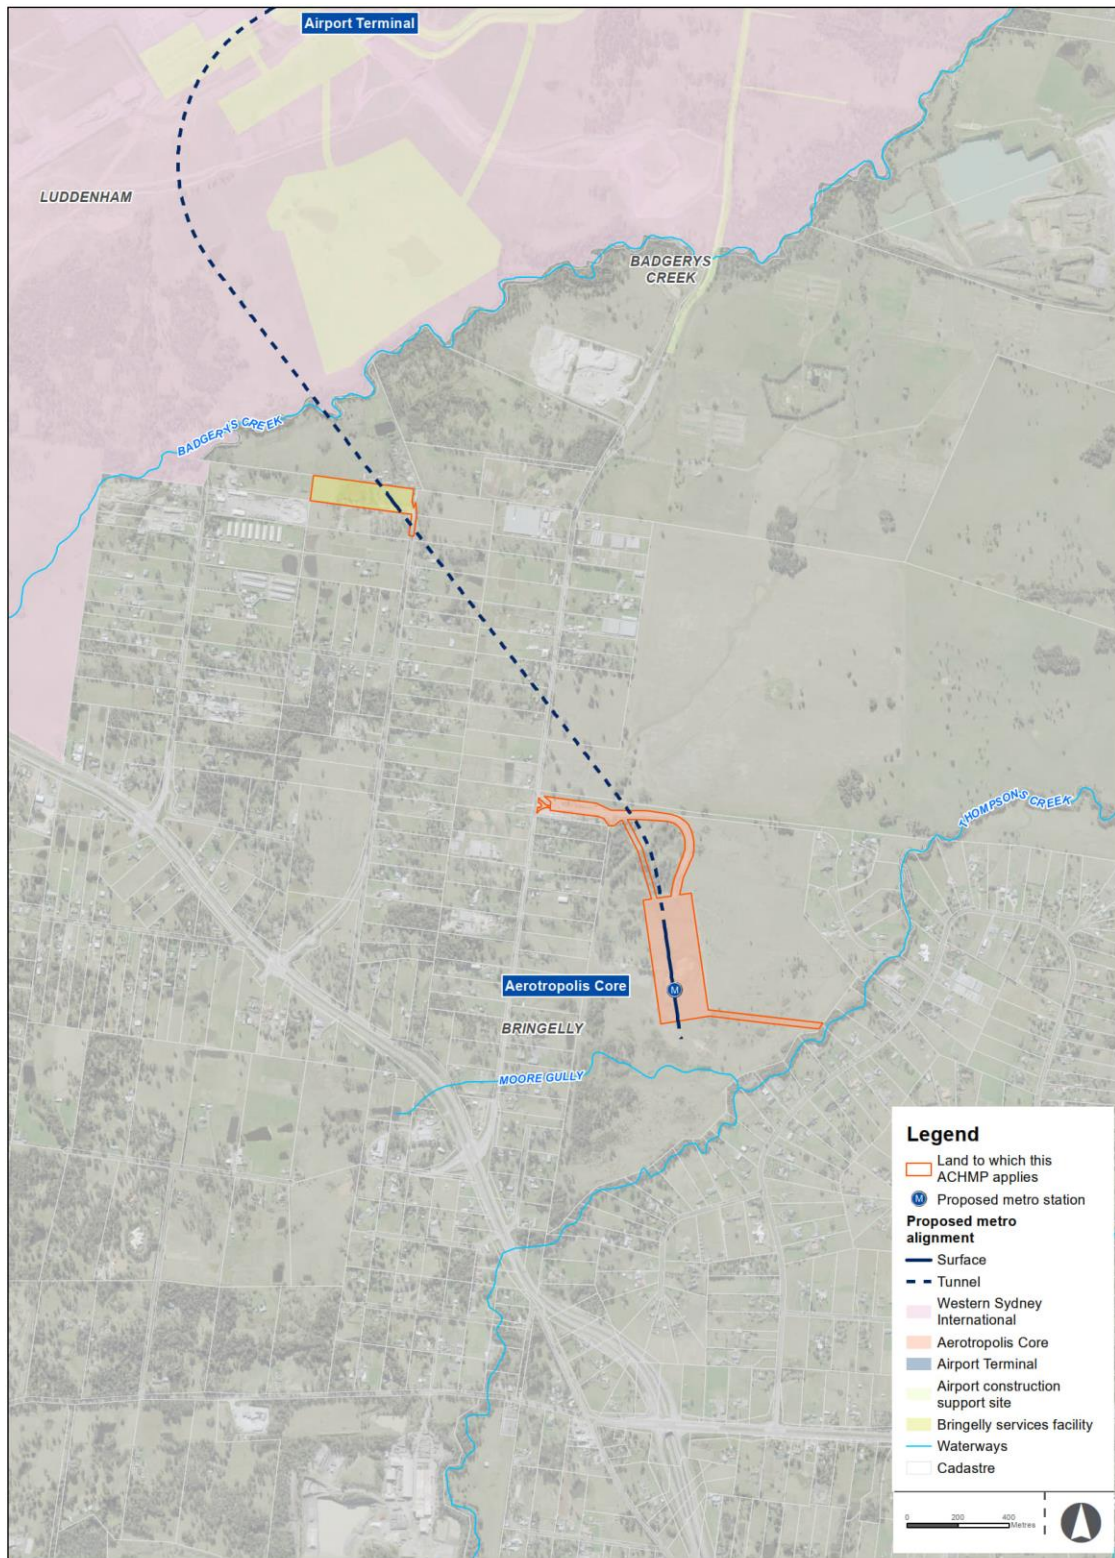 Airport Terminal
LUDDENHAM
BADGERYS
CREEK
BADGERYS CREEK
THOMPSONS CREEK
Aerotropolis Core
M
BRINGELLY
MOORE GULLY
Legend
Land to which this
ACHMP applies
M Proposed metro station
Proposed metro
alignment
Surface
Tunnel
Western Sydney
International
Aerotropolis Core
Airport Terminal
Airport construction
support site
Bringelly services facility
Waterways
Cadastre
0 200 400
Metres